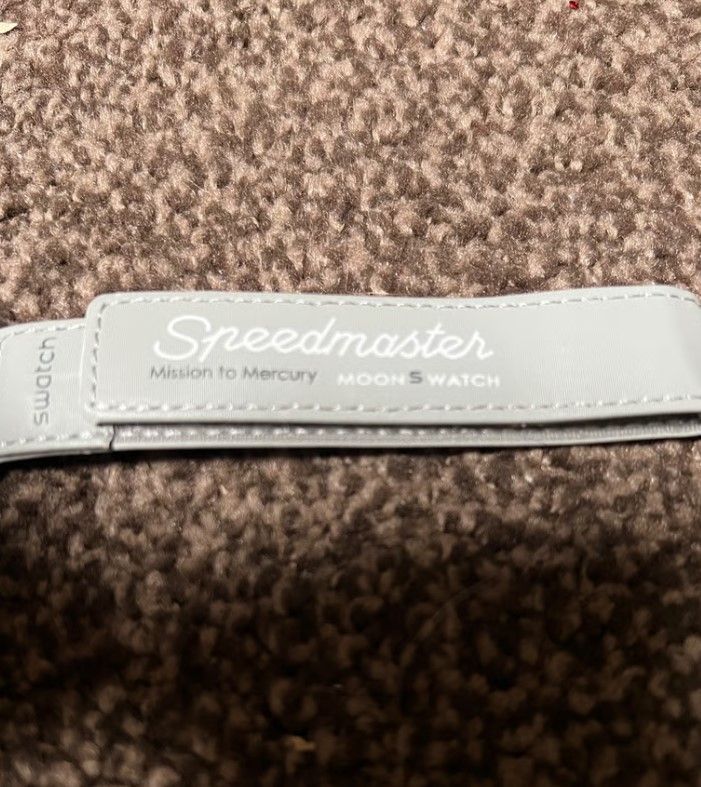 swatch
Speedmaster
Mission to Mercury MOONSWATCH